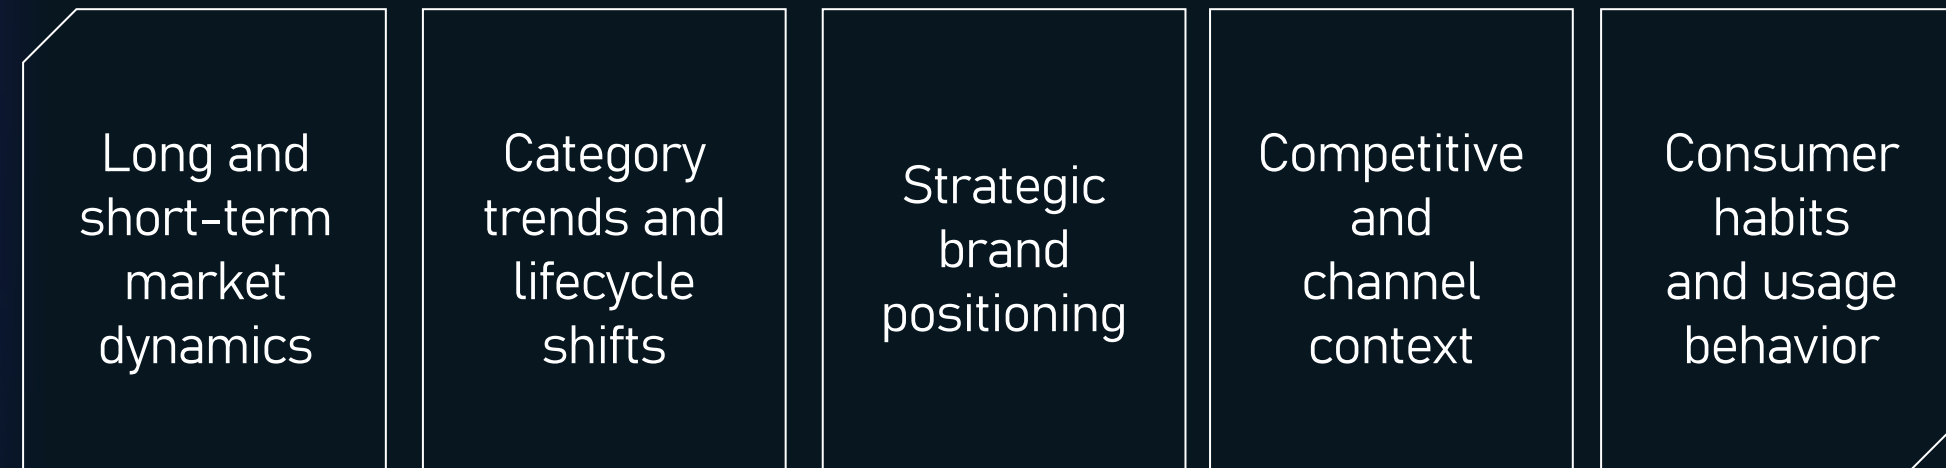 Long and
short-term
market
dynamics
Category
trends and
lifecycle
shifts
Strategic
brand
positioning
Competitive
and
channel
context
Consumer
habits
and usage
behavior